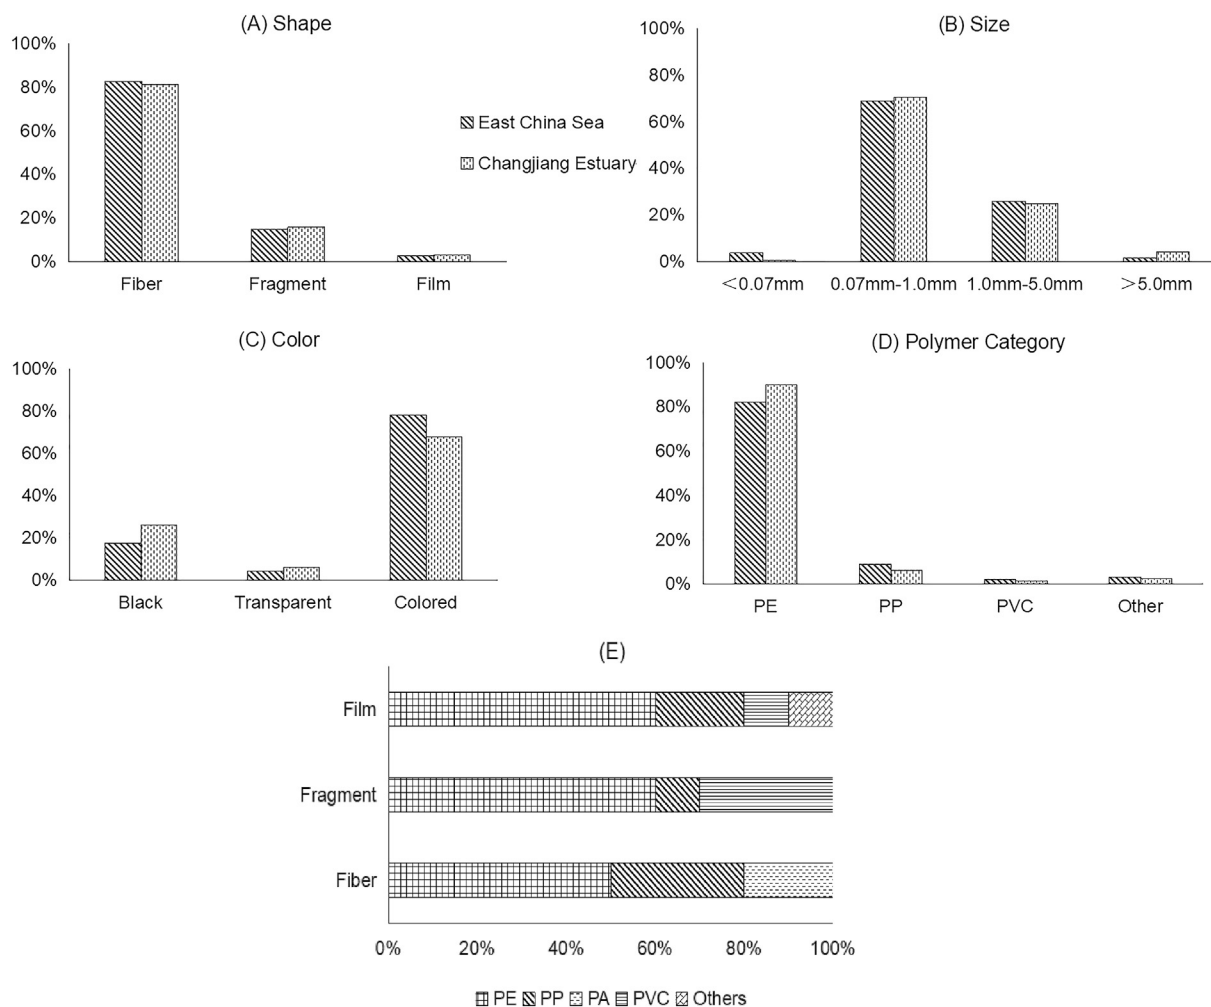 (A) Shape
100%
80%
60%
40%
20%
0%
Fiber Fragment Film
East China Sea
Changjiang Estuary
(B) Size
100%
80%
60%
40%
20%
0%
<0.07mm 0.07mm-1.0mm 1.0mm-5.0mm >5.0mm
(C) Color
100%
80%
60%
40%
20%
0%
Black Transparent Colored
(D) Polymer Category
100%
80%
60%
40%
20%
0%
PE PP PVC Other
(E)
Film
Fragment
Fiber
0% 20% 40% 60% 80% 100%
PE PP PA PVC Others